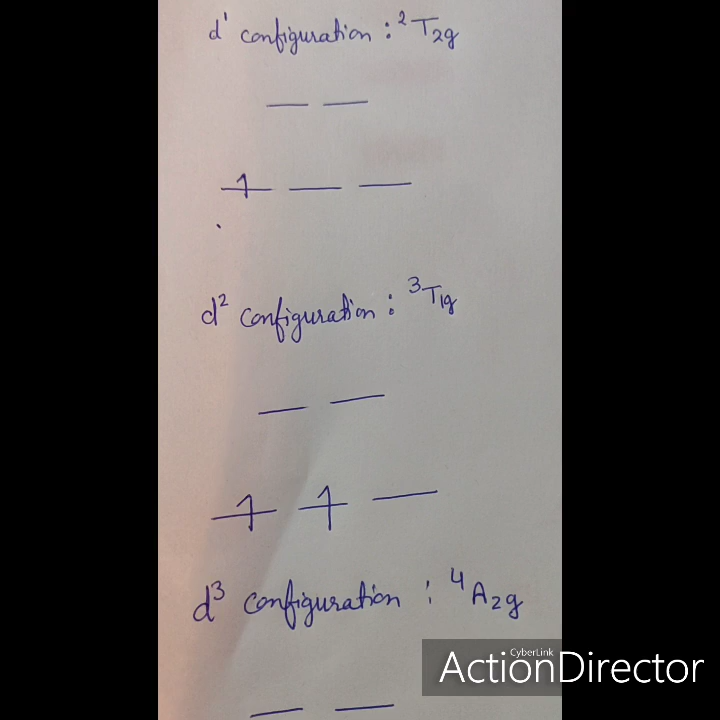 d¹ configuration : ²T₂g
d² configuration : ³T₁g
d³ configuration : ⁴A₂g
CyberLink
ActionDirector